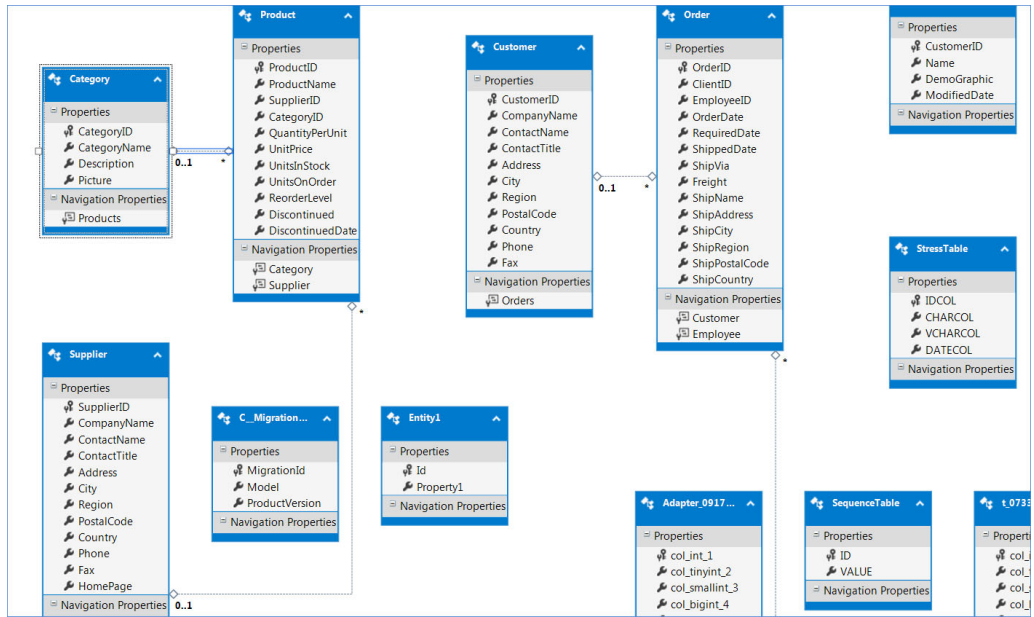 Category
Properties
CategoryID
CategoryName
Description
Picture
Navigation Properties
Products
0..1
*
Product
Properties
ProductID
ProductName
SupplierID
CategoryID
QuantityPerUnit
UnitPrice
UnitsInStock
UnitsOnOrder
ReorderLevel
Discontinued
DiscontinuedDate
Navigation Properties
Category
Supplier
*
Customer
Properties
CustomerID
CompanyName
ContactName
ContactTitle
Address
City
Region
PostalCode
Country
Phone
Fax
Navigation Properties
Orders
0..1
*
Order
Properties
OrderID
ClientID
EmployeeID
OrderDate
RequiredDate
ShippedDate
ShipVia
Freight
ShipName
ShipAddress
ShipCity
ShipRegion
ShipPostalCode
ShipCountry
Navigation Properties
Customer
Employee
*
Properties
CustomerID
Name
DemoGraphic
ModifiedDate
Navigation Properties
StressTable
Properties
IDCOL
CHARCOL
VCHARCOL
DATECOL
Navigation Properties
Supplier
Properties
SupplierID
CompanyName
ContactName
ContactTitle
Address
City
Region
PostalCode
Country
Phone
Fax
HomePage
Navigation Properties
0..1
C__Migration...
Properties
MigrationId
Model
ProductVersion
Navigation Properties
Entity1
Properties
Id
Property1
Navigation Properties
Adapter_0917...
Properties
col_int_1
col_tinyint_2
col_smallint_3
col_bigint_4
SequenceTable
Properties
ID
VALUE
Navigation Properties